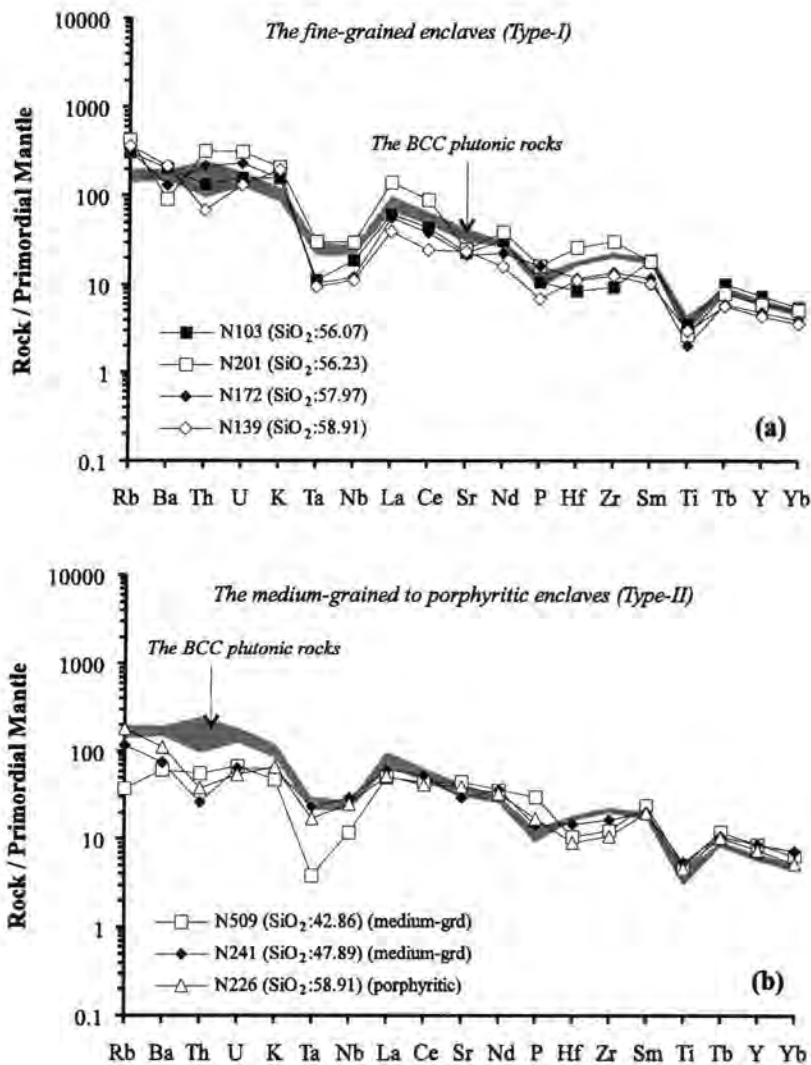 The fine-grained enclaves (Type-I)
10000
1000
100
10
1
0.1
Rock / Primordial Mantle
The BCC plutonic rocks
N103 (SiO₂:56.07)
N201 (SiO₂:56.23)
N172 (SiO₂:57.97)
N139 (SiO₂:58.91)
(a)
Rb Ba Th U K Ta Nb La Ce Sr Nd P Hf Zr Sm Ti Tb Y Yb
The medium-grained to porphyritic enclaves (Type-II)
10000
1000
100
10
1
0.1
Rock / Primordial Mantle
The BCC plutonic rocks
N509 (SiO₂:42.86) (medium-grd)
N241 (SiO₂:47.89) (medium-grd)
N226 (SiO₂:58.91) (porphyritic)
(b)
Rb Ba Th U K Ta Nb La Ce Sr Nd P Hf Zr Sm Ti Tb Y Yb